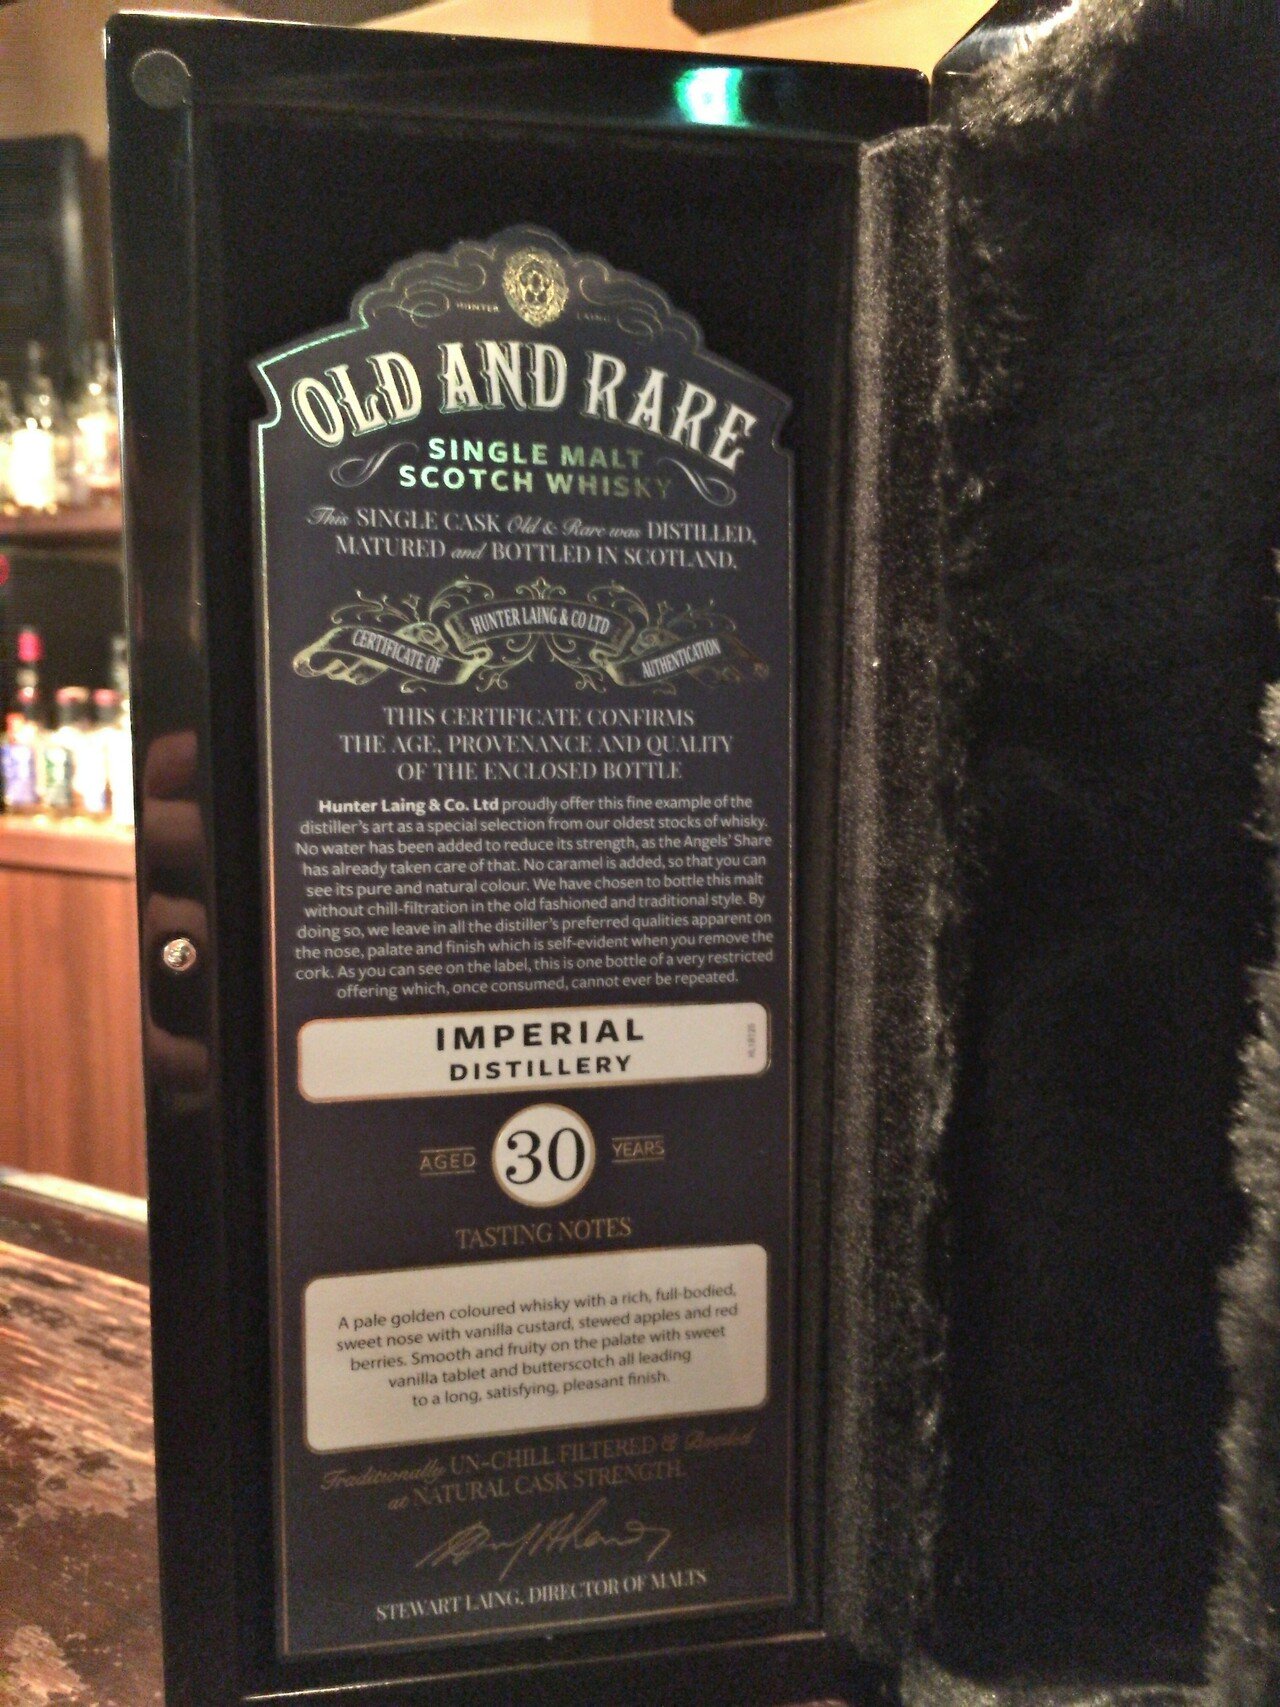 HUNTER LAING
OLD AND RARE
SINGLE MALT
SCOTCH WHISKY
This SINGLE CASK Old & Rare was DISTILLED,
MATURED and BOTTLED IN SCOTLAND.
CERTIFICATE OF
HUNTER LAING & CO LTD
AUTHENTICATION
THIS CERTIFICATE CONFIRMS
THE AGE, PROVENANCE AND QUALITY
OF THE ENCLOSED BOTTLE
Hunter Laing & Co. Ltd proudly offer this fine example of the
distiller's art as a special selection from our oldest stocks of whisky.
No water has been added to reduce its strength, as the Angels' Share
has already taken care of that. No caramel is added, so that you can
see its pure and natural colour. We have chosen to bottle this malt
without chill-filtration in the old fashioned and traditional style. By
doing so, we leave in all the distiller's preferred qualities apparent on
the nose, palate and finish which is self-evident when you remove the
cork. As you can see on the label, this is one bottle of a very restricted
offering which, once consumed, cannot ever be repeated.
IMPERIAL
DISTILLERY
AGED 30 YEARS
TASTING NOTES
A pale golden coloured whisky with a rich, full-bodied,
sweet nose with vanilla custard, stewed apples and red
berries. Smooth and fruity on the palate with sweet
vanilla tablet and butterscotch all leading
to a long, satisfying, pleasant finish.
Traditionally UN-CHILL FILTERED & Bottled
at NATURAL CASK STRENGTH
STEWART LAING, DIRECTOR OF MALTS